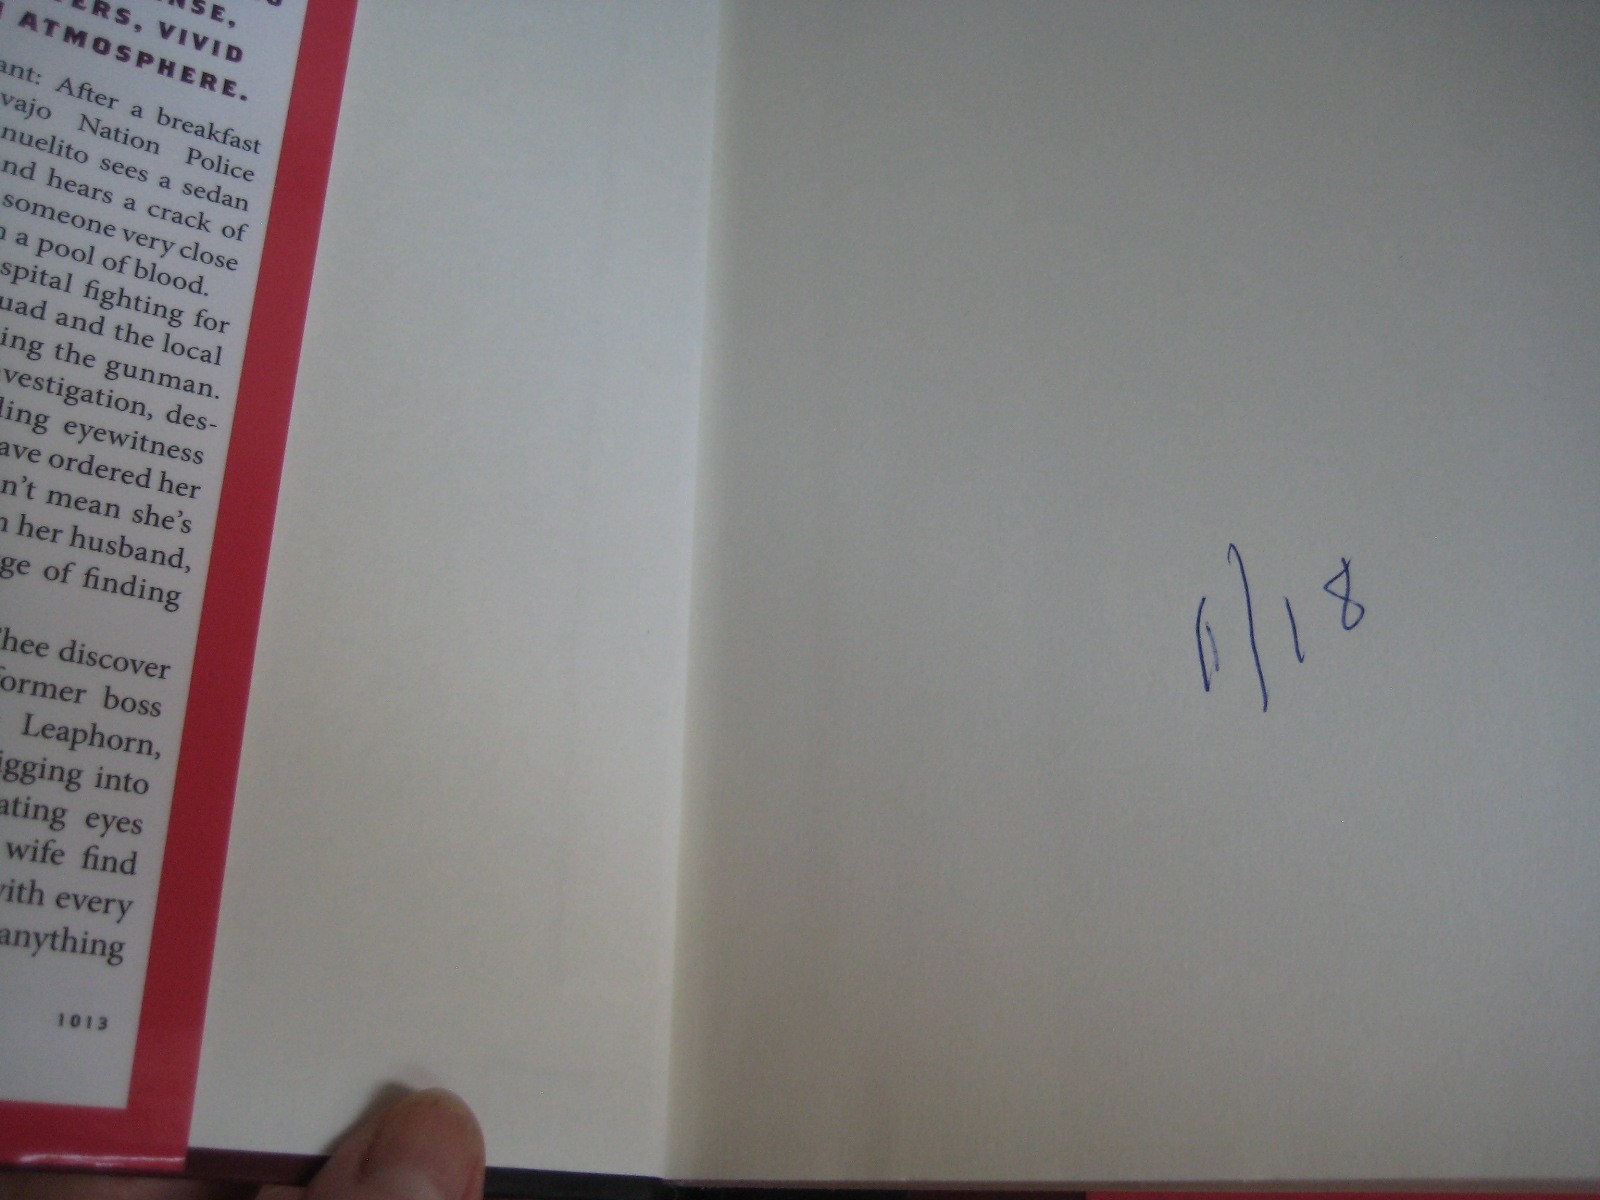 NSE,
ERS, VIVID
ATMOSPHERE.
ant: After a breakfast
vajo Nation Police
nuelito sees a sedan
nd hears a crack of
someone very close
n a pool of blood.
spital fighting for
uad and the local
ing the gunman.
vestigation, des-
ling eyewitness
ave ordered her
n't mean she's
n her husband,
ge of finding
hee discover
ormer boss
Leaphorn,
igging into
ating eyes
wife find
vith every
anything
1013
11/18